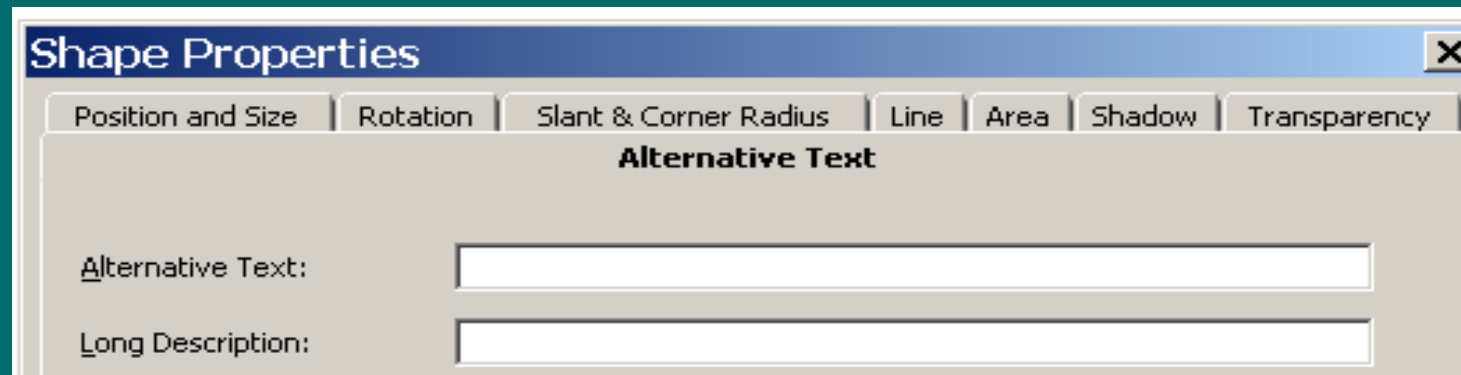 Shape Properties
Position and Size Rotation Slant & Corner Radius Line Area Shadow Transparency
Alternative Text
Alternative Text:
Long Description: